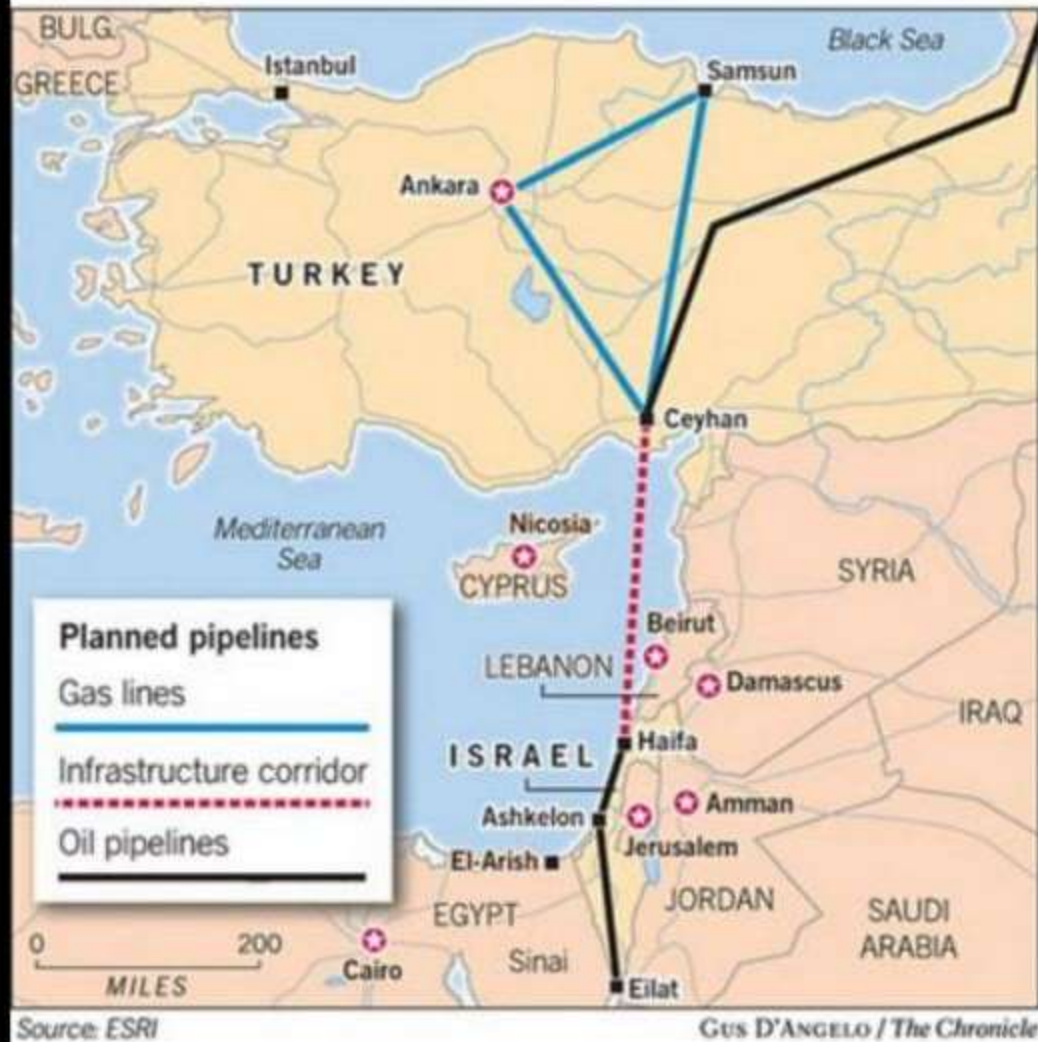 BULG.
GREECE
Istanbul
Black Sea
Samsun
Ankara
TURKEY
Ceyhan
Mediterranean
Sea
Nicosia
CYPRUS
SYRIA
Beirut
LEBANON
Damascus
IRAQ
Haifa
ISRAEL
Ashkelon
Amman
Jerusalem
El-Arish
JORDAN
EGYPT
SAUDI
ARABIA
Sinai
Cairo
Eilat
Planned pipelines
Gas lines
Infrastructure corridor
Oil pipelines
0 200
MILES
Source: ESRI
GUS D'ANGELO / The Chronicle